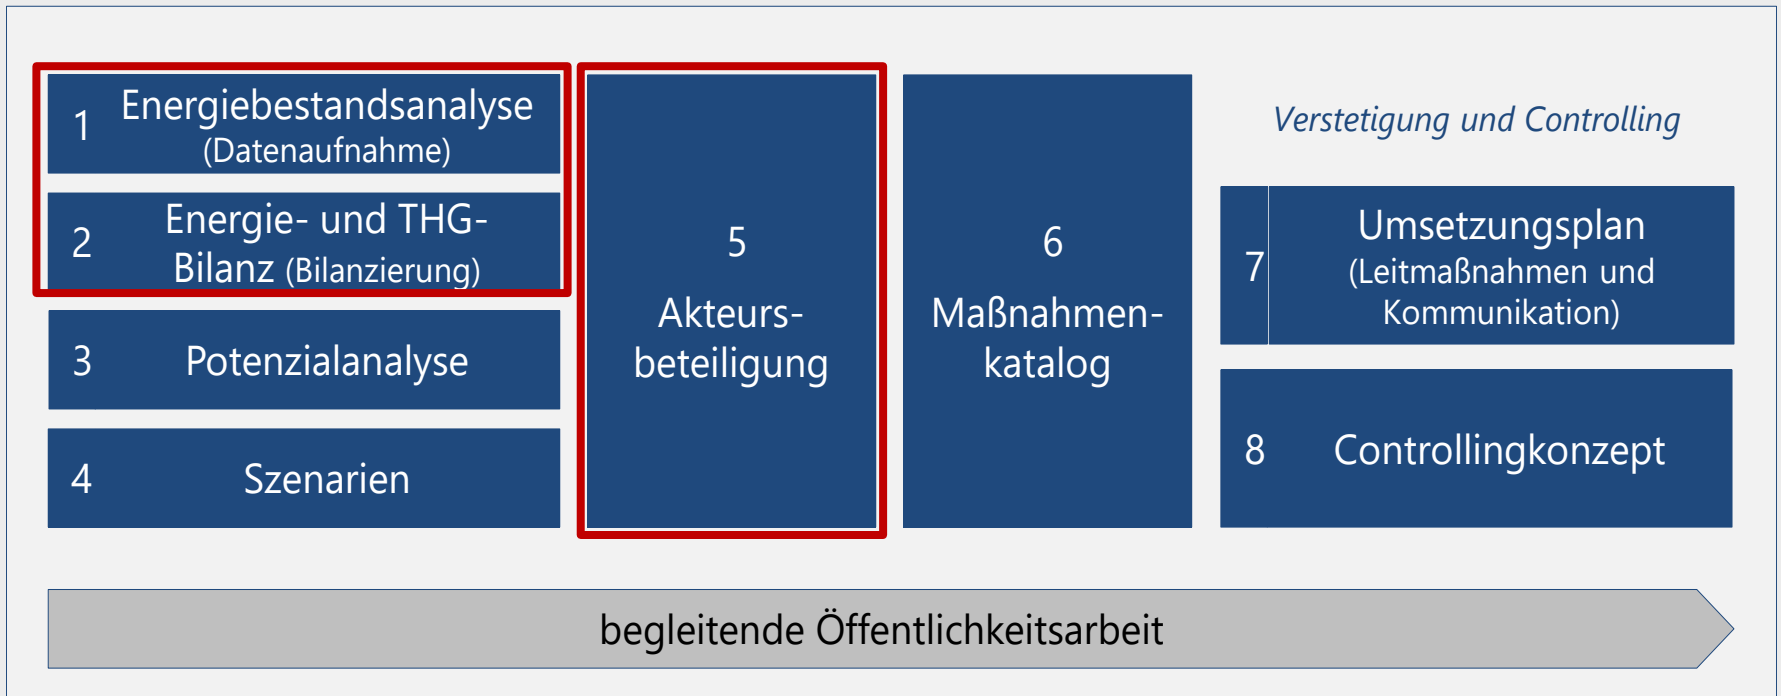 1
Energiebestandsanalyse
(Datenaufnahme)
2
Energie- und THG-
Bilanz (Bilanzierung)
3
Potenzialanalyse
4
Szenarien
5
Akteurs-
beteiligung
6
Maßnahmen-
katalog
Verstetigung und Controlling
7
Umsetzungsplan
(Leitmaßnahmen und
Kommunikation)
8
Controllingkonzept
begleitende Öffentlichkeitsarbeit